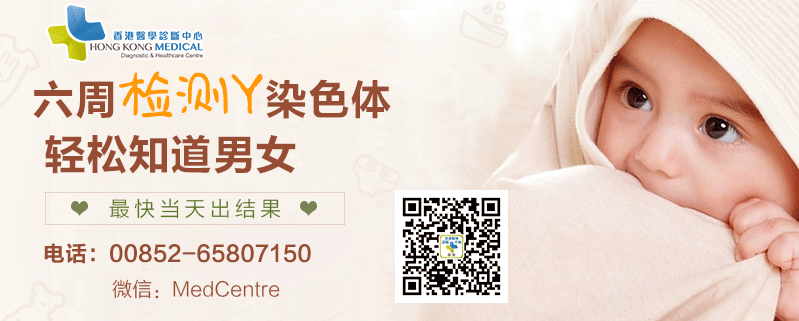 香港醫學診斷中心
HONG KONG MEDICAL
Diagnostic & Healthcare Centre
六周检测Y染色体
轻松知道男女
最快当天出结果
电话：00852-65807150
微信：MedCentre